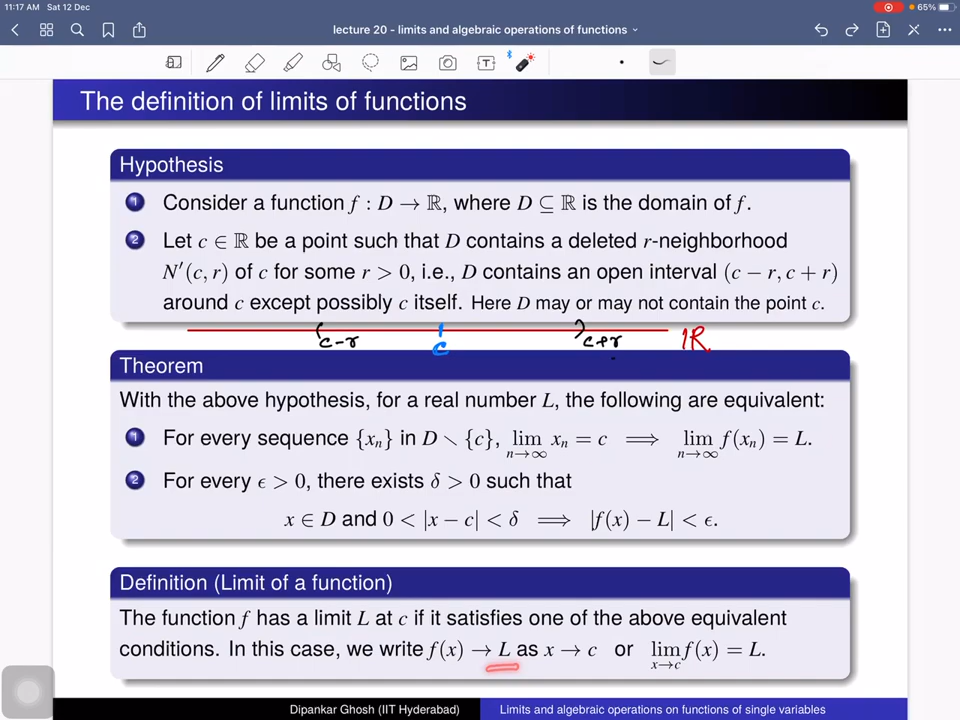 11:17 AM Sat 12 Dec
65%
lecture 20 - limits and algebraic operations of functions
The definition of limits of functions
Hypothesis
1 Consider a function f : D → ℝ, where D ⊆ ℝ is the domain of f.
2 Let c ∈ ℝ be a point such that D contains a deleted r-neighborhood
N′(c, r) of c for some r > 0, i.e., D contains an open interval (c − r, c + r)
around c except possibly c itself. Here D may or may not contain the point c.
c-r c c+r IR
Theorem
With the above hypothesis, for a real number L, the following are equivalent:
1 For every sequence {xₙ} in D ∖ {c}, lim n→∞ xₙ = c ⟹ lim n→∞ f(xₙ) = L.
2 For every ϵ > 0, there exists δ > 0 such that
x ∈ D and 0 < |x − c| < δ ⟹ |f(x) − L| < ϵ.
Definition (Limit of a function)
The function f has a limit L at c if it satisfies one of the above equivalent
conditions. In this case, we write f(x) → L as x → c or lim x→c f(x) = L.
Dipankar Ghosh (IIT Hyderabad) Limits and algebraic operations on functions of single variables